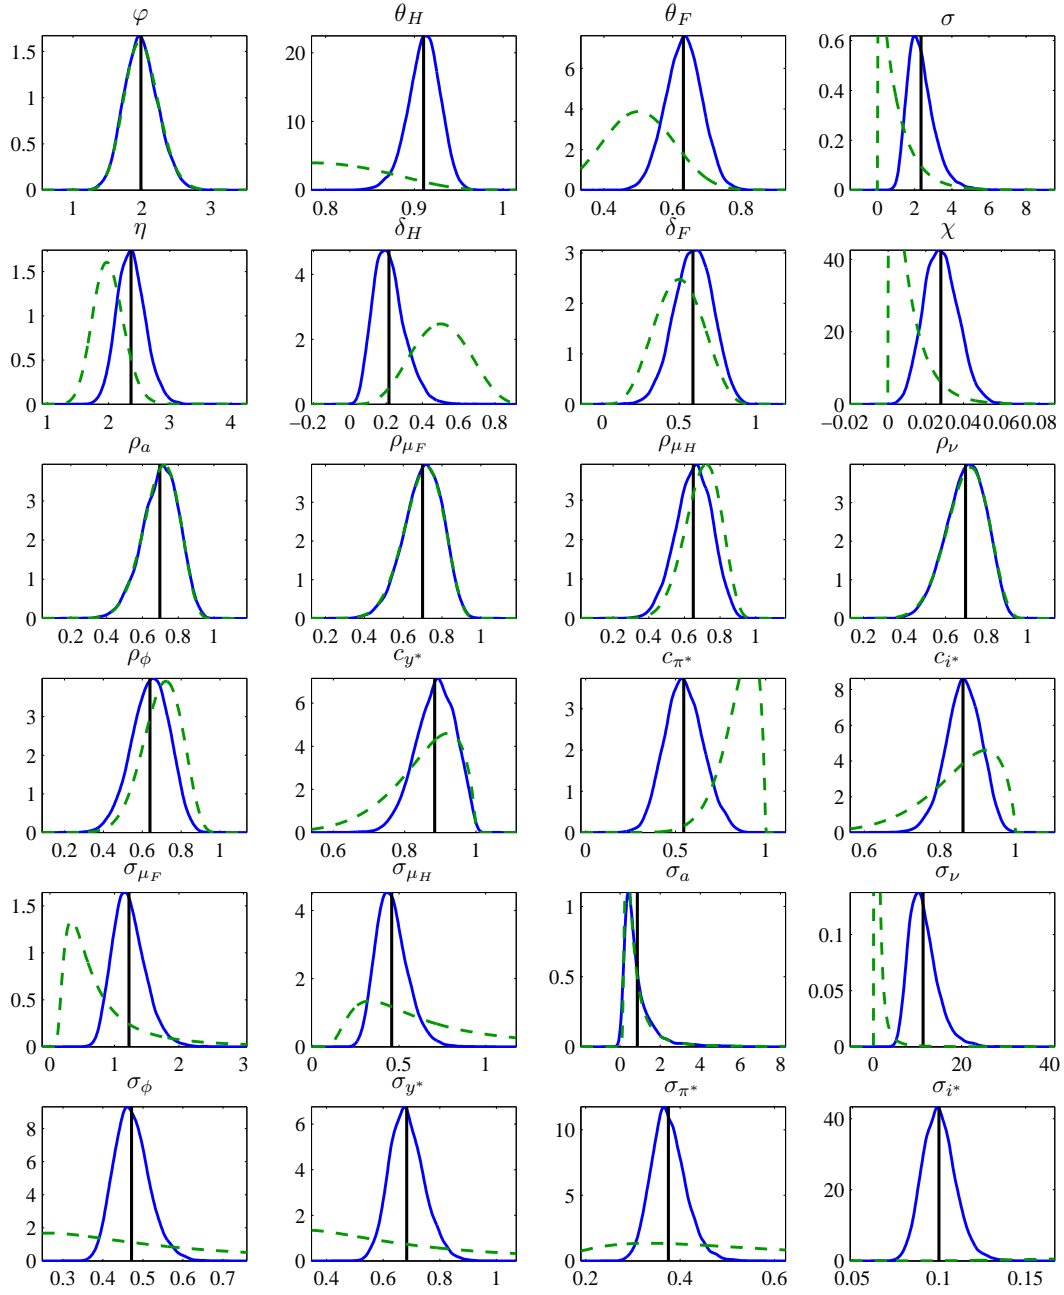 φ θ_H θ_F σ
1.5 1 0.5 0 20 10 0 6 4 2 0 0.6 0.4 0.2 0
1 2 3 0.8 0.9 1 0.4 0.6 0.8 0 2 4 6 8
η δ_H δ_F χ
1.5 1 0.5 0 4 2 0 3 2 1 0 40 20 0
1 2 3 4 −0.2 0 0.2 0.4 0.6 0.8 0 0.5 1 −0.02 0 0.02 0.04 0.06 0.08
ρ_a ρ_{μ_F} ρ_{μ_H} ρ_ν
3 2 1 0 3 2 1 0 3 2 1 0 3 2 1 0
0.2 0.4 0.6 0.8 1 0.2 0.4 0.6 0.8 1 0.2 0.4 0.6 0.8 1 0.2 0.4 0.6 0.8 1
ρ_ϕ c_{y*} c_{π*} c_{i*}
3 2 1 0 6 4 2 0 3 2 1 0 8 6 4 2 0
0.2 0.4 0.6 0.8 1 0.6 0.8 1 0 0.5 1 0.6 0.8 1
σ_{μ_F} σ_{μ_H} σ_a σ_ν
1.5 1 0.5 0 4 2 0 1 0.5 0 0.1 0.05 0
0 1 2 3 0 0.5 1 0 2 4 6 8 0 20 40
σ_ϕ σ_{y*} σ_{π*} σ_{i*}
8 6 4 2 0 6 4 2 0 10 5 0 40 20 0
0.3 0.4 0.5 0.6 0.7 0.4 0.6 0.8 1 0.2 0.4 0.6 0.05 0.1 0.15